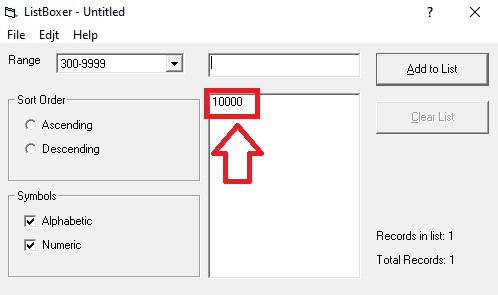 ListBoxer - Untitled
?
File Edjt Help
Range 300-9999
Add to List
10000
Clear List
Sort Order
Ascending
Descending
Symbols
Alphabetic
Numeric
Records in list: 1
Total Records: 1